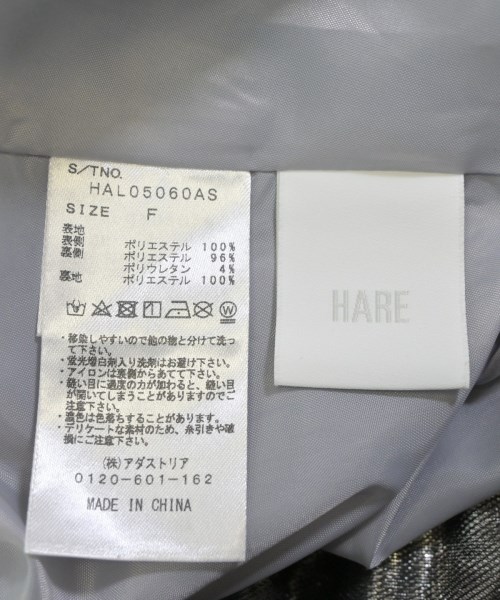 S/TNO.
HAL05060AS
SIZE F
表地
表側 ポリエステル 100%
裏側 ポリエステル 96%
ポリウレタン 4%
裏地 ポリエステル 100%
・移染しやすいので他の物と分けて洗っ
て下さい。
・蛍光増白剤入り洗剤はお避け下さい。
・アイロンは裏側からあてて下さい。
・縫い目に過度の力が加わると、縫い目
が開いてしまうことがありますのでご
注意下さい。
・濃色は色落ちすることがあります。
・デリケートな素材のため、糸引きや破
損にご注意下さい。
(株)アダストリア
0120-601-162
MADE IN CHINA
HARE